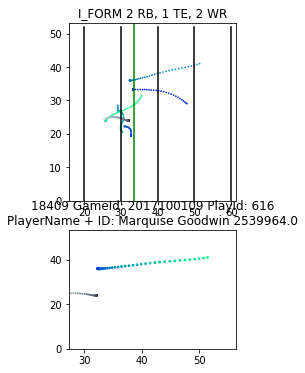 I_FORM 2 RB, 1 TE, 2 WR
50
40
30
20
10
0
20 30 40 50 60
18409 GameId: 2017100109 PlayId: 616
PlayerName + ID: Marquise Goodwin 2539964.0
40
20
0
30 40 50